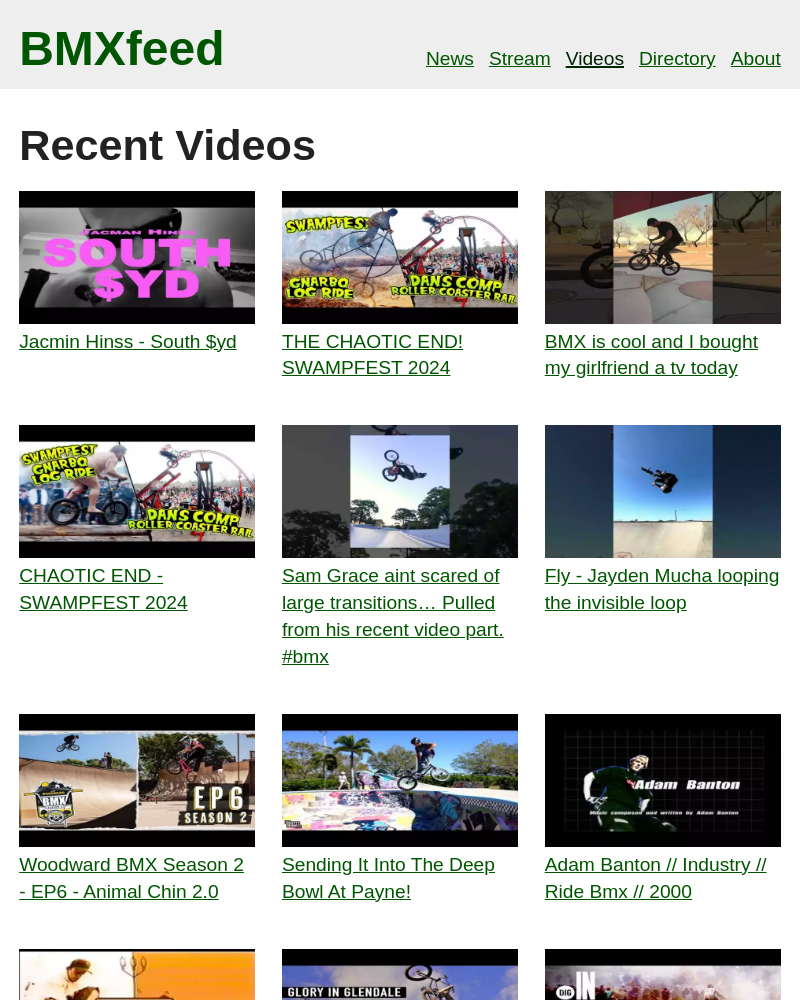 BMXfeed
News Stream Videos Directory About
Recent Videos
Jacman Hinss
SOUTH
$YD
SWAMPFEST
GNARBO
LOG RIDE
DAN'S COMP
ROLLER COASTER RAIL
Jacmin Hinss - South $yd
THE CHAOTIC END!
SWAMPFEST 2024
BMX is cool and I bought
my girlfriend a tv today
SWAMPFEST
GNARBO
LOG RIDE
DAN'S COMP
ROLLER COASTER RAIL
CHAOTIC END -
SWAMPFEST 2024
Sam Grace aint scared of
large transitions… Pulled
from his recent video part.
#bmx
Fly - Jayden Mucha looping
the invisible loop
BMX
EP6
SEASON 2
Adam Banton
Music composed and written by Adam Banton
Woodward BMX Season 2
- EP6 - Animal Chin 2.0
Sending It Into The Deep
Bowl At Payne!
Adam Banton // Industry //
Ride Bmx // 2000
GLORY IN GLENDALE
DIG
IN